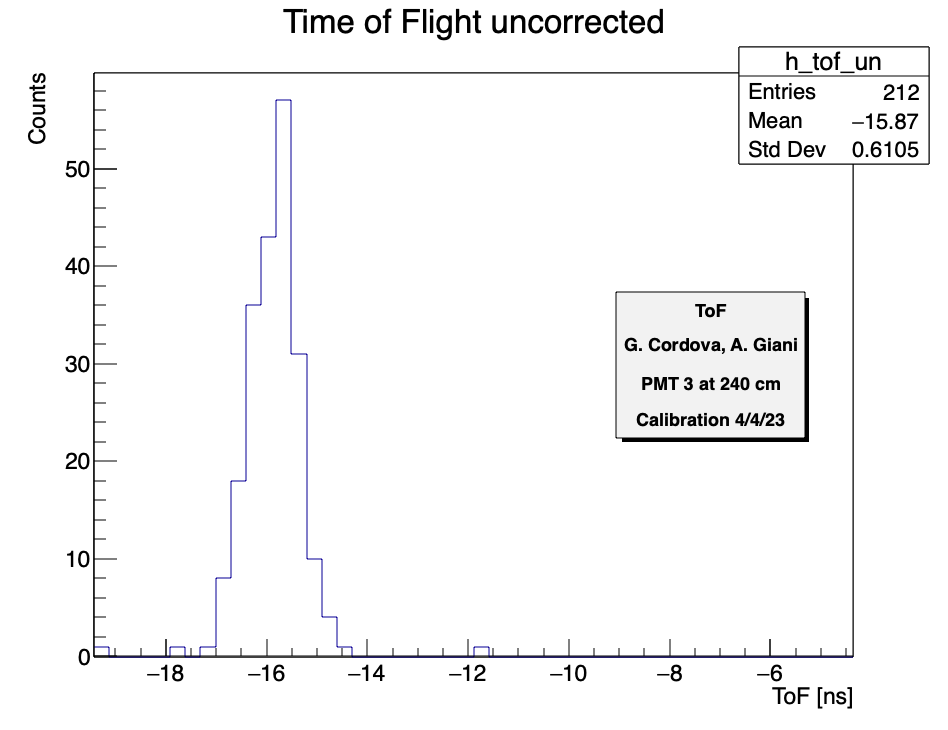 Time of Flight uncorrected
h_tof_un
Entries 212
Mean −15.87
Std Dev 0.6105
Counts
50
40
30
20
10
0
ToF
G. Cordova, A. Giani
PMT 3 at 240 cm
Calibration 4/4/23
−18 −16 −14 −12 −10 −8 −6
ToF [ns]